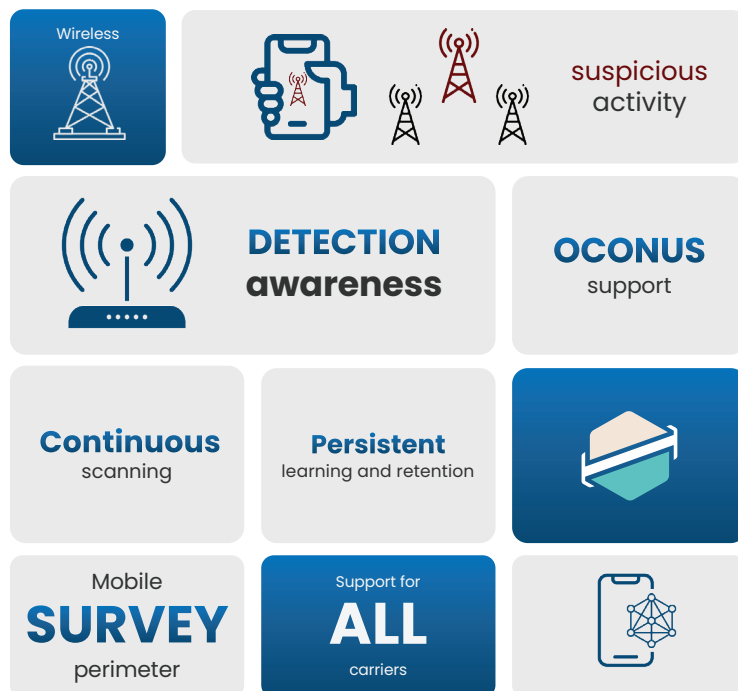 Wireless
suspicious
activity
DETECTION
awareness
OCONUS
support
Continuous
scanning
Persistent
learning and retention
Mobile
SURVEY
perimeter
Support for
ALL
carriers